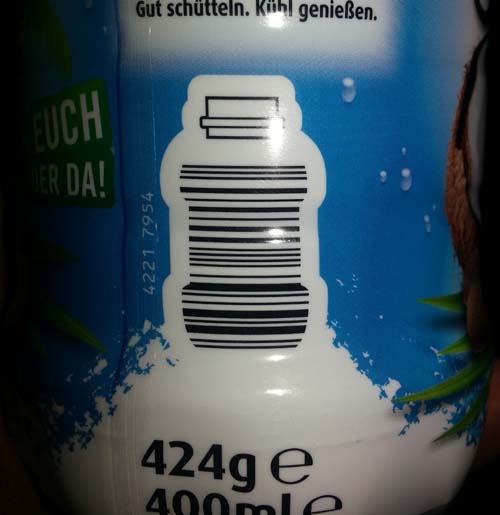 Gut schütteln. Kühl genießen.
EUCH
DER DA!
4221 7954
424g e
400ml e